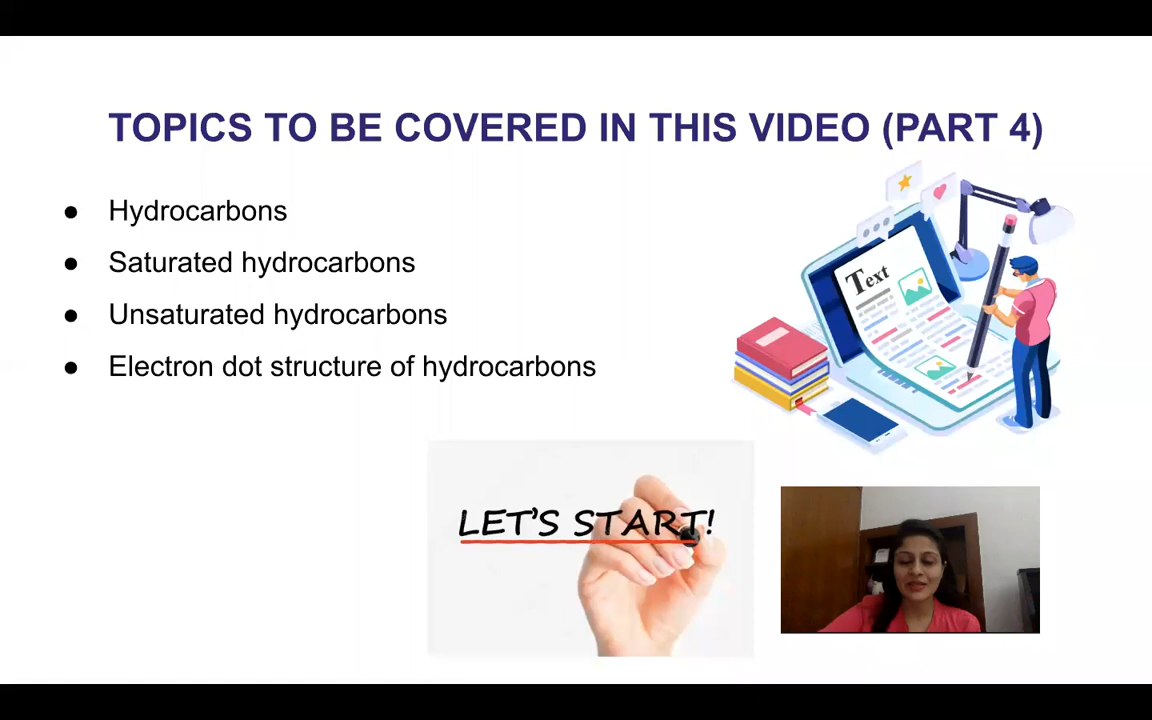 TOPICS TO BE COVERED IN THIS VIDEO (PART 4)
● Hydrocarbons
● Saturated hydrocarbons
● Unsaturated hydrocarbons
● Electron dot structure of hydrocarbons
Text
LET'S START!